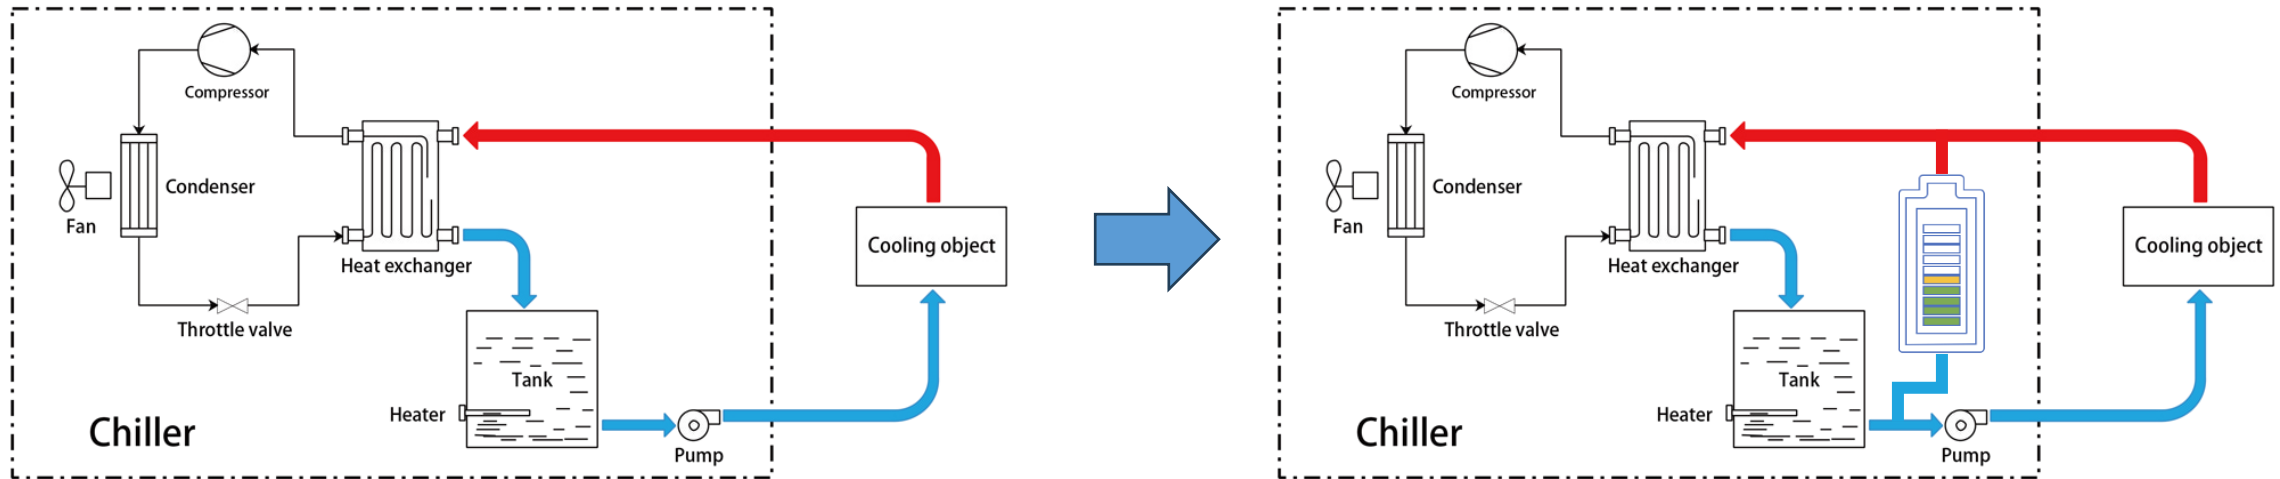 Compressor
Condenser
Fan
Heat exchanger
Throttle valve
Cooling object
Tank
Heater
Chiller
Pump
Compressor
Condenser
Fan
Heat exchanger
Throttle valve
Cooling object
Tank
Heater
Chiller
Pump